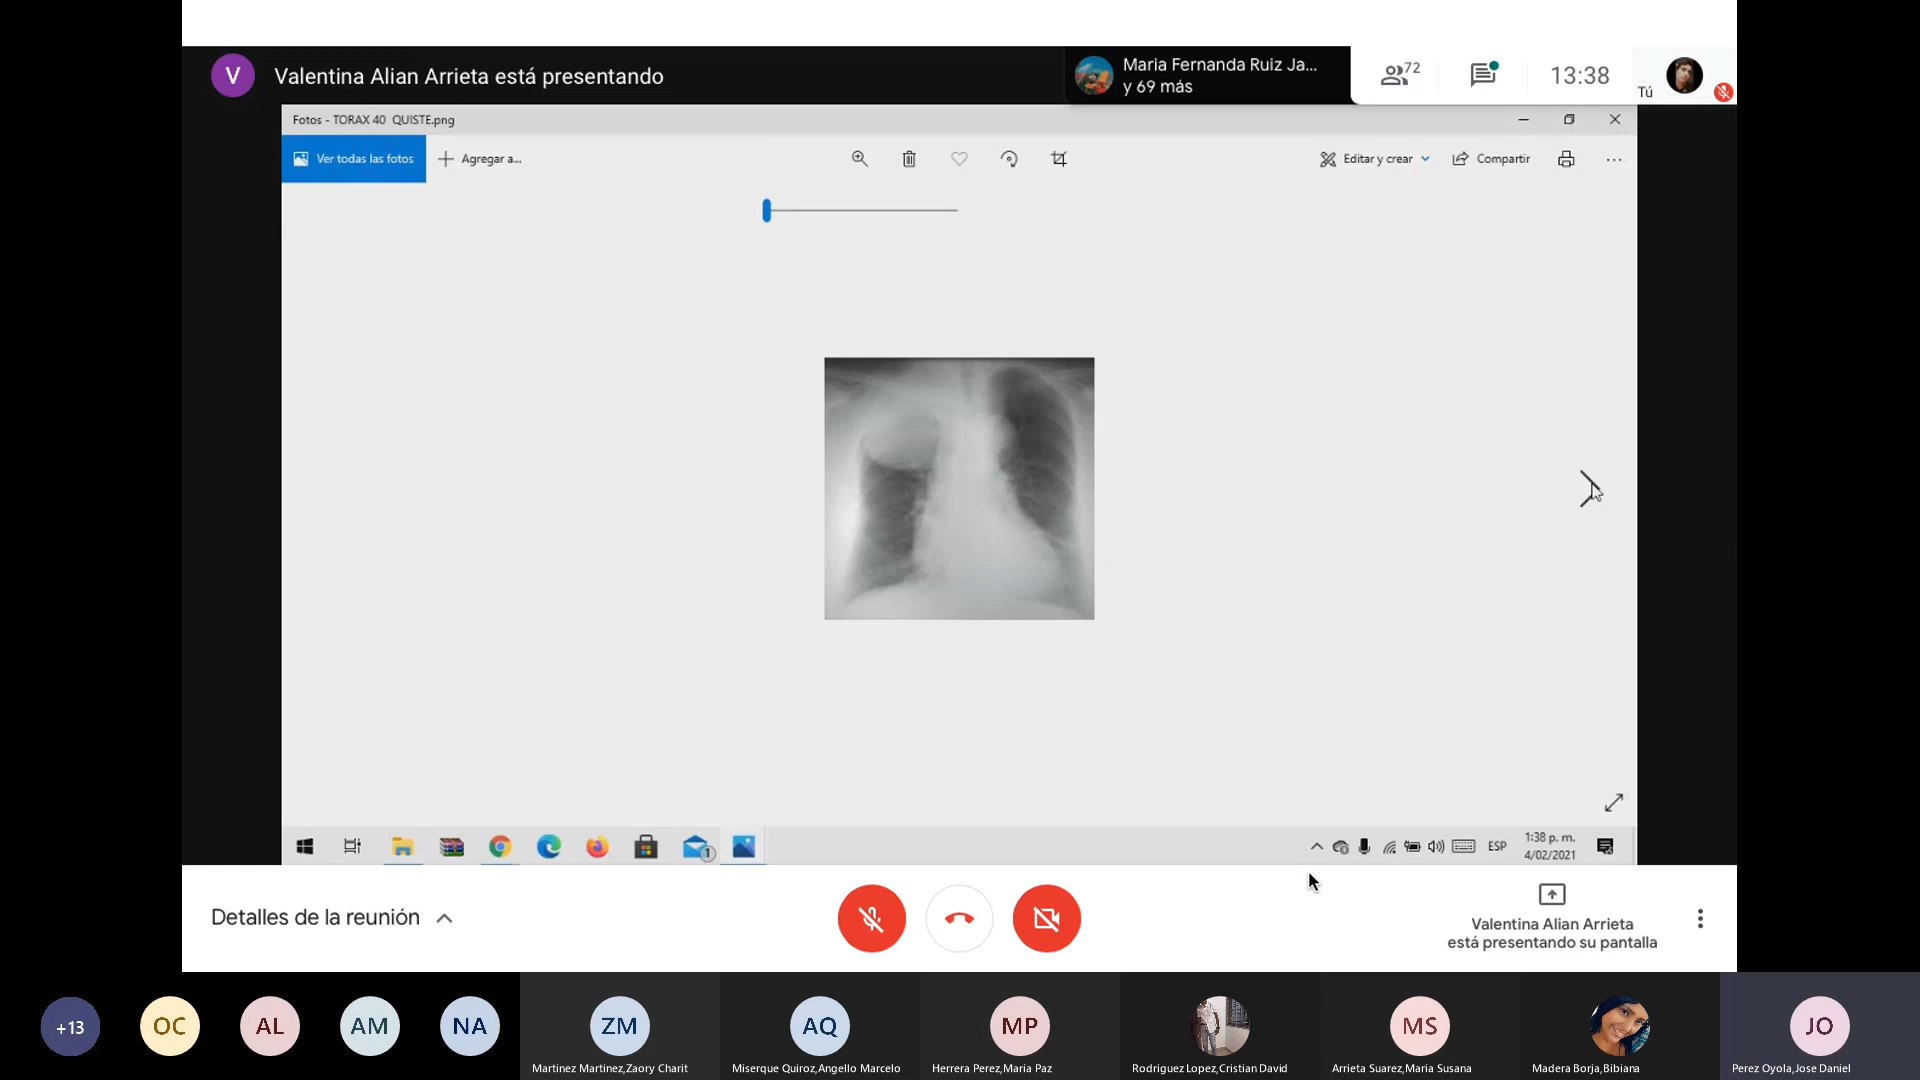 V
Valentina Alian Arrieta está presentando
Maria Fernanda Ruiz Ja...
y 69 más
72
13:38
Tú
Fotos - TORAX 40 QUISTE.png
Ver todas las fotos
Agregar a...
Editar y crear
Compartir
1
ESP
1:38 p. m.
4/02/2021
Detalles de la reunión
Valentina Alian Arrieta
está presentando su pantalla
+13
OC
AL
AM
NA
ZM
AQ
MP
MS
JO
Martinez Martinez,Zaory Charit
Miserque Quiroz,Angello Marcelo
Herrera Perez,Maria Paz
Rodriguez Lopez,Cristian David
Arrieta Suarez,Maria Susana
Madera Borja,Bibiana
Perez Oyola,Jose Daniel